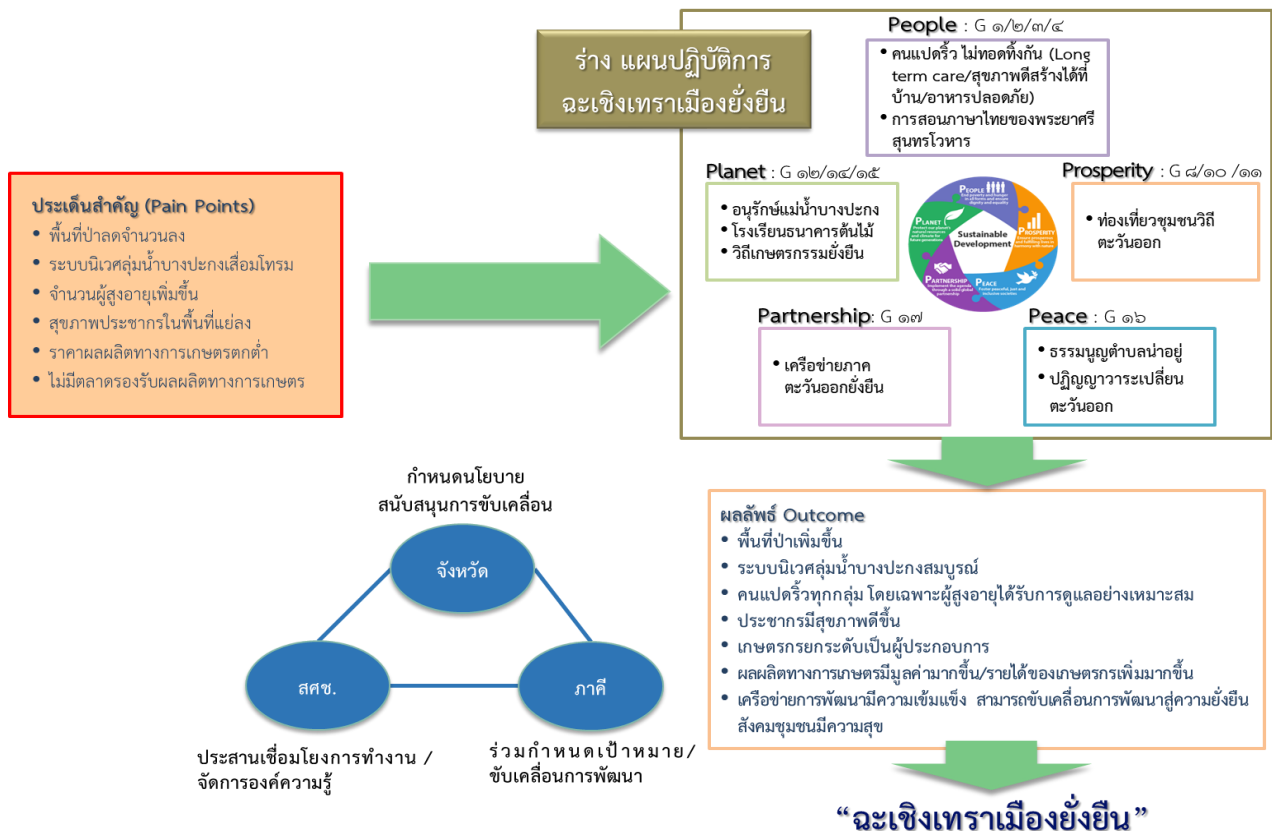 ร่าง แผนปฏิบัติการ
ฉะเชิงเทราเมืองยั่งยืน
People : G ๑/๒/๓/๔
• คนแปดริ้ว ไม่ทอดทิ้งกัน (Long
term care/สุขภาพดีสร้างได้ที่
บ้าน/อาหารปลอดภัย)
• การสอนภาษาไทยของพระยาศรี
สุนทรโวหาร
Planet : G ๑๒/๑๔/๑๕
• อนุรักษ์แม่น้ำบางปะกง
• โรงเรียนธนาคารต้นไม้
• วิถีเกษตรกรรมยั่งยืน
Prosperity : G ๘/๑๐ /๑๑
• ท่องเที่ยวชุมชนวิถี
ตะวันออก
PEOPLE
PLANET
PROSPERITY
Sustainable
Development
PARTNERSHIP
PEACE
Partnership: G ๑๗
• เครือข่ายภาค
ตะวันออกยั่งยืน
Peace : G ๑๖
• ธรรมนูญตำบลน่าอยู่
• ปฏิญญาวาระเปลี่ยน
ตะวันออก
ประเด็นสำคัญ (Pain Points)
• พื้นที่ป่าลดจำนวนลง
• ระบบนิเวศลุ่มน้ำบางปะกงเสื่อมโทรม
• จำนวนผู้สูงอายุเพิ่มขึ้น
• สุขภาพประชากรในพื้นที่แย่ลง
• ราคาผลผลิตทางการเกษตรตกต่ำ
• ไม่มีตลาดรองรับผลผลิตทางการเกษตร
กำหนดนโยบาย
สนับสนุนการขับเคลื่อน
จังหวัด
สศช.
ภาคี
ประสานเชื่อมโยงการทำงาน /
จัดการองค์ความรู้
ร่วมกำหนดเป้าหมาย/
ขับเคลื่อนการพัฒนา
ผลลัพธ์ Outcome
• พื้นที่ป่าเพิ่มขึ้น
• ระบบนิเวศลุ่มน้ำบางปะกงสมบูรณ์
• คนแปดริ้วทุกกลุ่ม โดยเฉพาะผู้สูงอายุได้รับการดูแลอย่างเหมาะสม
• ประชากรมีสุขภาพดีขึ้น
• เกษตรกรยกระดับเป็นผู้ประกอบการ
• ผลผลิตทางการเกษตรมีมูลค่ามากขึ้น/รายได้ของเกษตรกรเพิ่มมากขึ้น
• เครือข่ายการพัฒนามีความเข้มแข็ง สามารถขับเคลื่อนการพัฒนาสู่ความยั่งยืน
สังคมชุมชนมีความสุข
“ฉะเชิงเทราเมืองยั่งยืน”